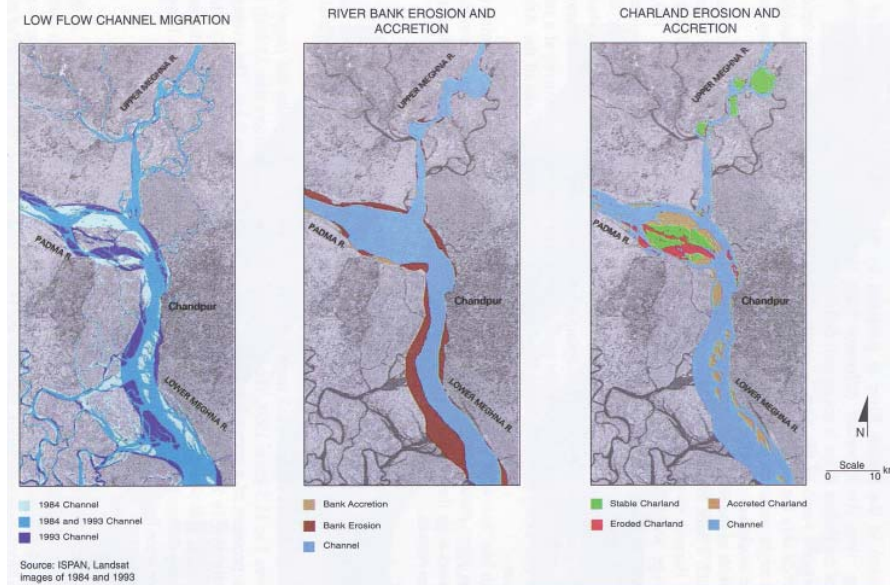 LOW FLOW CHANNEL MIGRATION
UPPER MEGHNA R.
PADMA R.
Chandpur
LOWER MEGHNA R.
1984 Channel
1984 and 1993 Channel
1993 Channel
Source: ISPAN, Landsat
images of 1984 and 1993
RIVER BANK EROSION AND
ACCRETION
UPPER MEGHNA R.
PADMA R.
Chandpur
LOWER MEGHNA R.
Bank Accretion
Bank Erosion
Channel
CHARLAND EROSION AND
ACCRETION
UPPER MEGHNA R.
PADMA R.
Chandpur
LOWER MEGHNA R.
Stable Charland
Eroded Charland
Accreted Charland
Channel
N
Scale
0 10 km